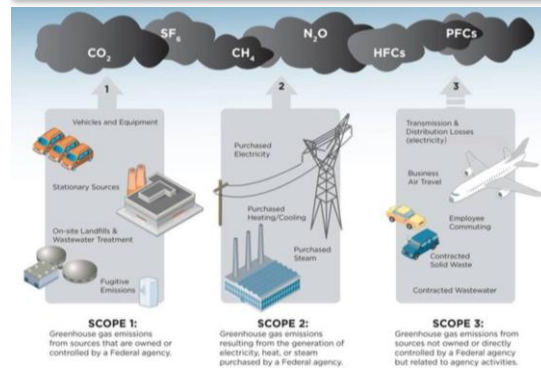 CO2
SF6
CH4
N2O
HFCs
PFCs
1
Vehicles and Equipment
Stationary Sources
On-site Landfills &
Wastewater Treatment
Fugitive
Emissions
2
Purchased
Electricity
Purchased
Heating/Cooling
Purchased
Steam
3
Transmission &
Distribution Losses
(electricity)
Business
Air Travel
Employee
Commuting
Contracted
Solid Waste
Contracted Wastewater
SCOPE 1:
Greenhouse gas emissions
from sources that are owned or
controlled by a Federal agency.
SCOPE 2:
Greenhouse gas emissions
resulting from the generation of
electricity, heat, or steam
purchased by a Federal agency.
SCOPE 3:
Greenhouse gas emissions from
sources not owned or directly
controlled by a Federal agency
but related to agency activities.